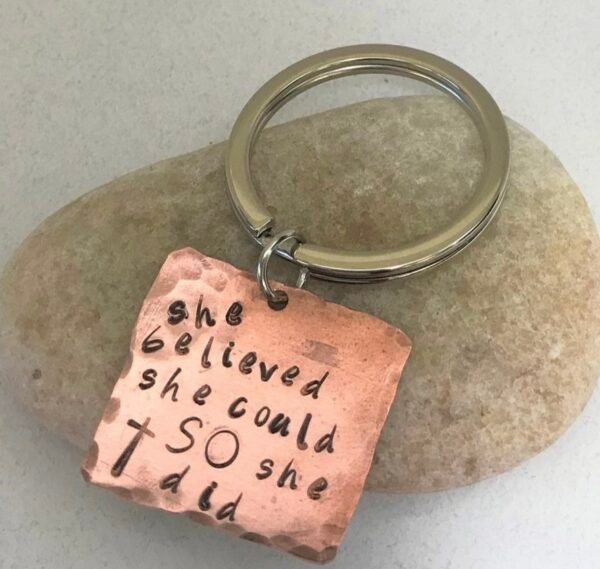 she
believed
she could
SO she
did